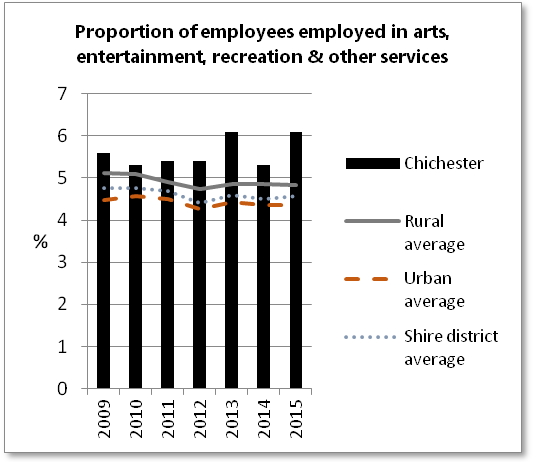 Proportion of employees employed in arts,
entertainment, recreation & other services
7
6
5
4
3
2
1
0
%
2009
2010
2011
2012
2013
2014
2015
Chichester
Rural
average
Urban
average
Shire district
average